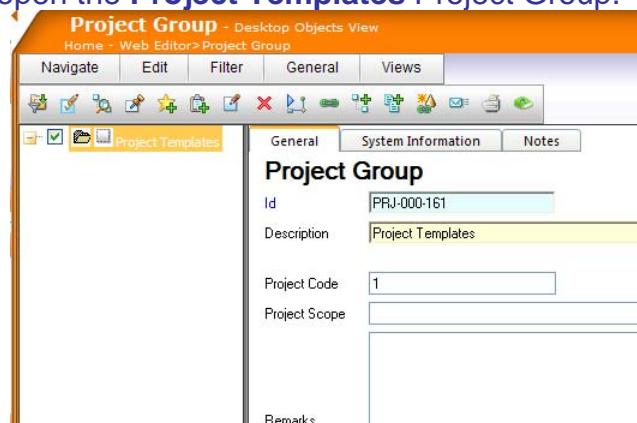 open the Project Templates Project Group.
Project Group - Desktop Objects View
Home - Web Editor>Project Group
Navigate Edit Filter General Views
Project Templates
General System Information Notes
Project Group
Id PRJ-000-161
Description Project Templates
Project Code 1
Project Scope
Remarks